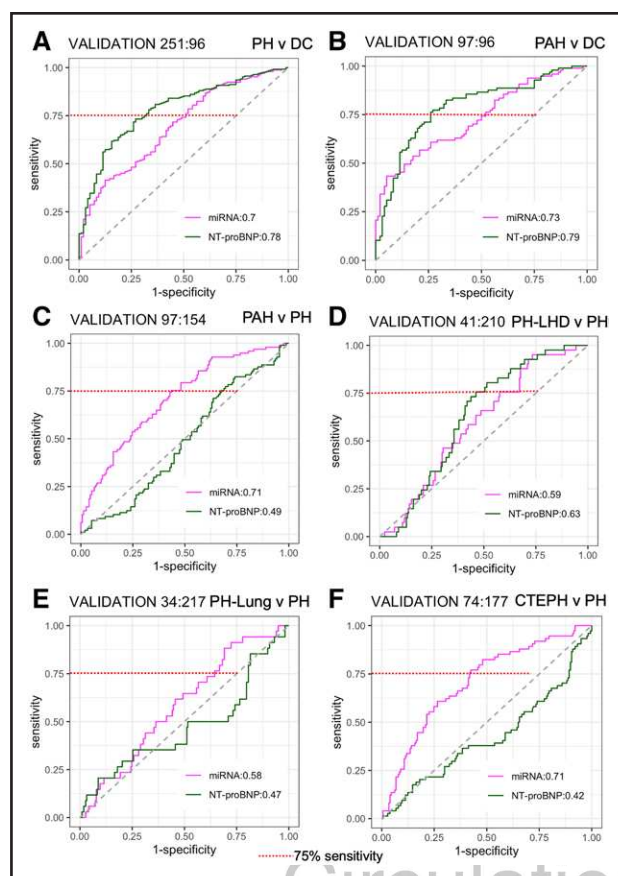 A VALIDATION 251:96 PH v DC
1.00
0.75
0.50
0.25
0.00
sensitivity
miRNA:0.7
NT-proBNP:0.78
0.00 0.25 0.50 0.75 1.00
1-specificity
B VALIDATION 97:96 PAH v DC
1.00
0.75
0.50
0.25
0.00
sensitivity
miRNA:0.73
NT-proBNP:0.79
0.00 0.25 0.50 0.75 1.00
1-specificity
C VALIDATION 97:154 PAH v PH
1.00
0.75
0.50
0.25
0.00
sensitivity
miRNA:0.71
NT-proBNP:0.49
0.00 0.25 0.50 0.75 1.00
1-specificity
D VALIDATION 41:210 PH-LHD v PH
1.00
0.75
0.50
0.25
0.00
sensitivity
miRNA:0.59
NT-proBNP:0.63
0.00 0.25 0.50 0.75 1.00
1-specificity
E VALIDATION 34:217 PH-Lung v PH
1.00
0.75
0.50
0.25
0.00
sensitivity
miRNA:0.58
NT-proBNP:0.47
0.00 0.25 0.50 0.75 1.00
1-specificity
F VALIDATION 74:177 CTEPH v PH
1.00
0.75
0.50
0.25
0.00
sensitivity
miRNA:0.71
NT-proBNP:0.42
0.00 0.25 0.50 0.75 1.00
1-specificity
75% sensitivity